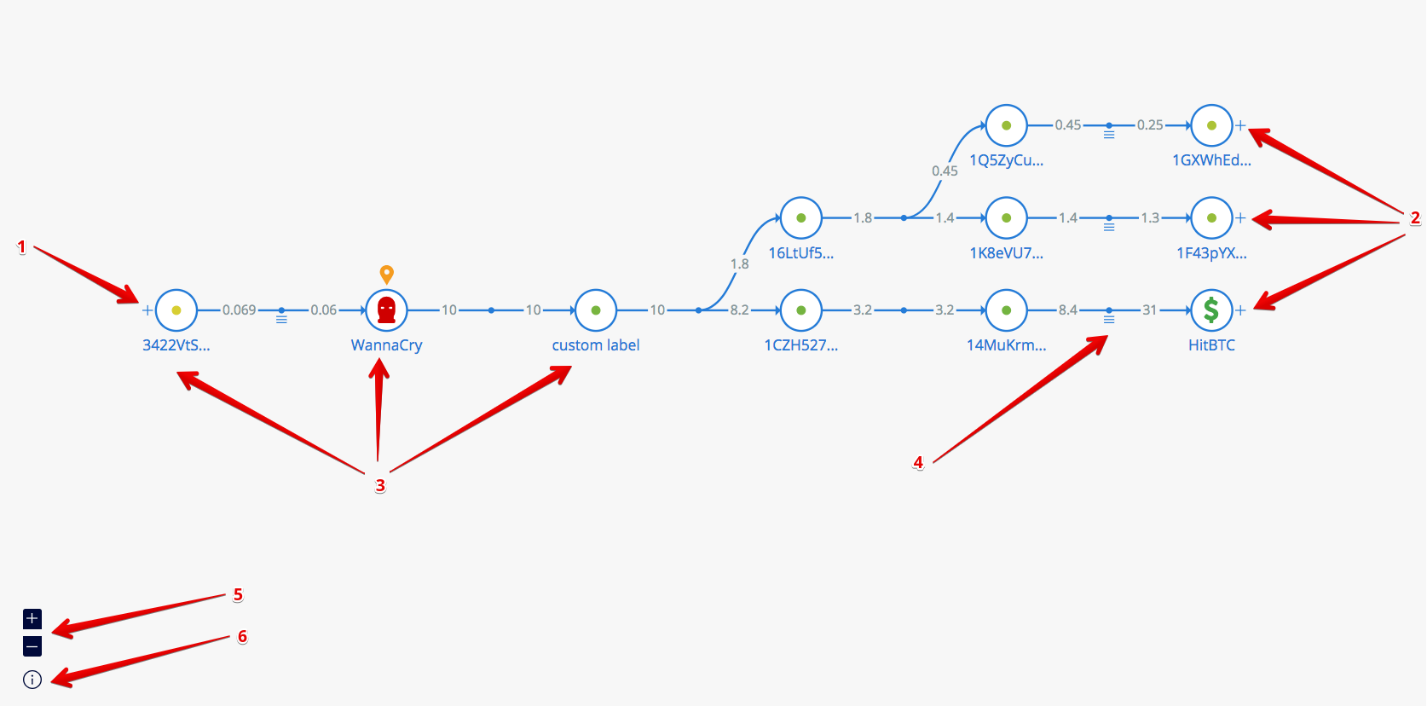 0.45
0.25
1Q5ZyCu...
1GXWhEd...
0.45
2
1.8
1.4
1.4
1.3
1
16LtUf5...
1K8eVU7...
1F43pYX...
1.8
0.069
0.06
10
10
10
8.2
3.2
3.2
8.4
31
3422VtS...
WannaCry
custom label
1CZH527...
14MuKrm...
HitBTC
4
3
5
6